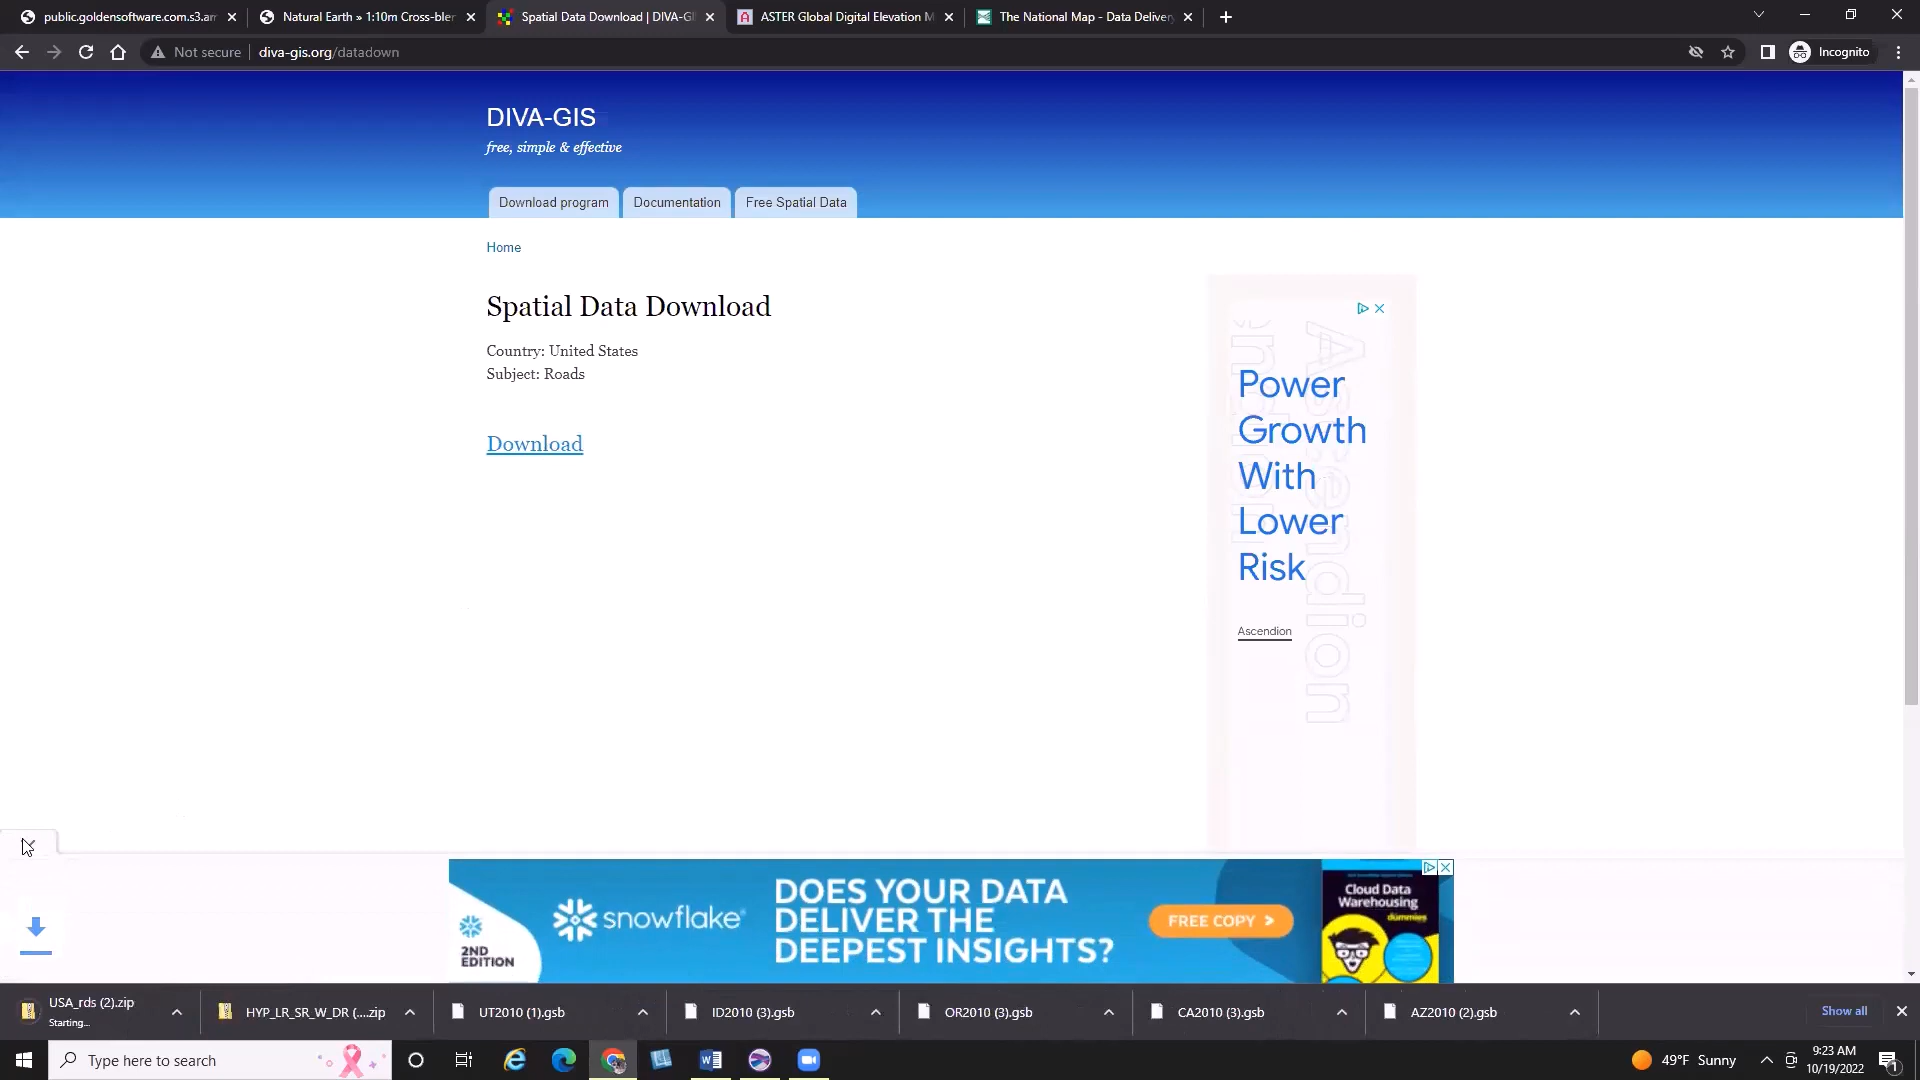 public.goldensoftware.com.s3.am
Natural Earth » 1:10m Cross-bler
Spatial Data Download | DIVA-GI
ASTER Global Digital Elevation M
The National Map - Data Delivery
Not secure
diva-gis.org/datadown
Incognito
DIVA-GIS
free, simple & effective
Download program
Documentation
Free Spatial Data
Home
Spatial Data Download
Country: United States
Subject: Roads
Download
Ascendion
Power
Growth
With
Lower
Risk
Ascendion
2ND
EDITION
snowflake
DOES YOUR DATA
DELIVER THE
DEEPEST INSIGHTS?
FREE COPY >
Cloud Data
Warehousing
dummies
USA_rds (2).zip
Starting...
HYP_LR_SR_W_DR (....zip
UT2010 (1).gsb
ID2010 (3).gsb
OR2010 (3).gsb
CA2010 (3).gsb
AZ2010 (2).gsb
Show all
Type here to search
49°F Sunny
9:23 AM
10/19/2022
1